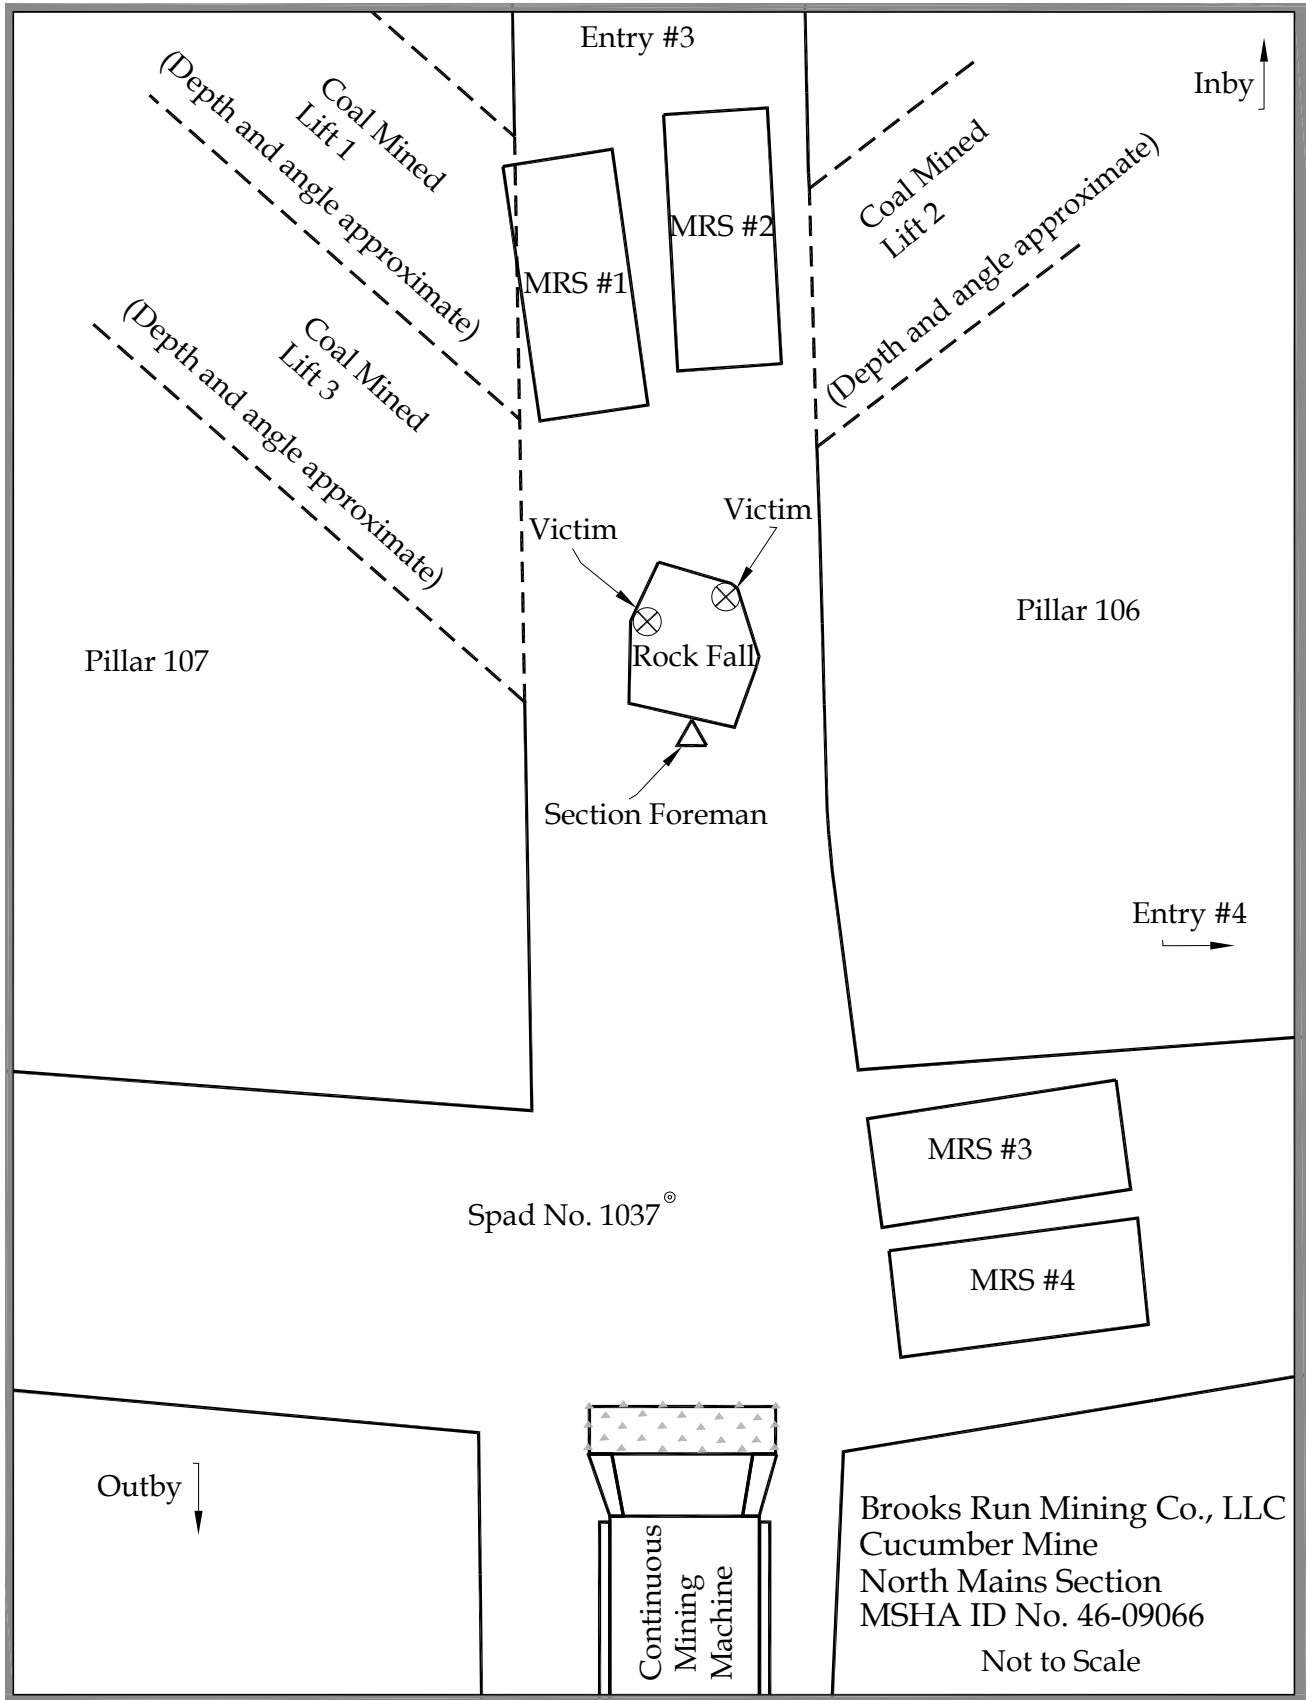 Entry #3
Inby
Coal Mined
Lift 1
(Depth and angle approximate)
MRS #1
MRS #2
Coal Mined
Lift 2
(Depth and angle approximate)
Coal Mined
Lift 3
(Depth and angle approximate)
Victim
Victim
Rock Fall
Pillar 107
Pillar 106
Section Foreman
Entry #4
MRS #3
Spad No. 1037
MRS #4
Outby
Continuous
Mining
Machine
Brooks Run Mining Co., LLC
Cucumber Mine
North Mains Section
MSHA ID No. 46-09066
Not to Scale